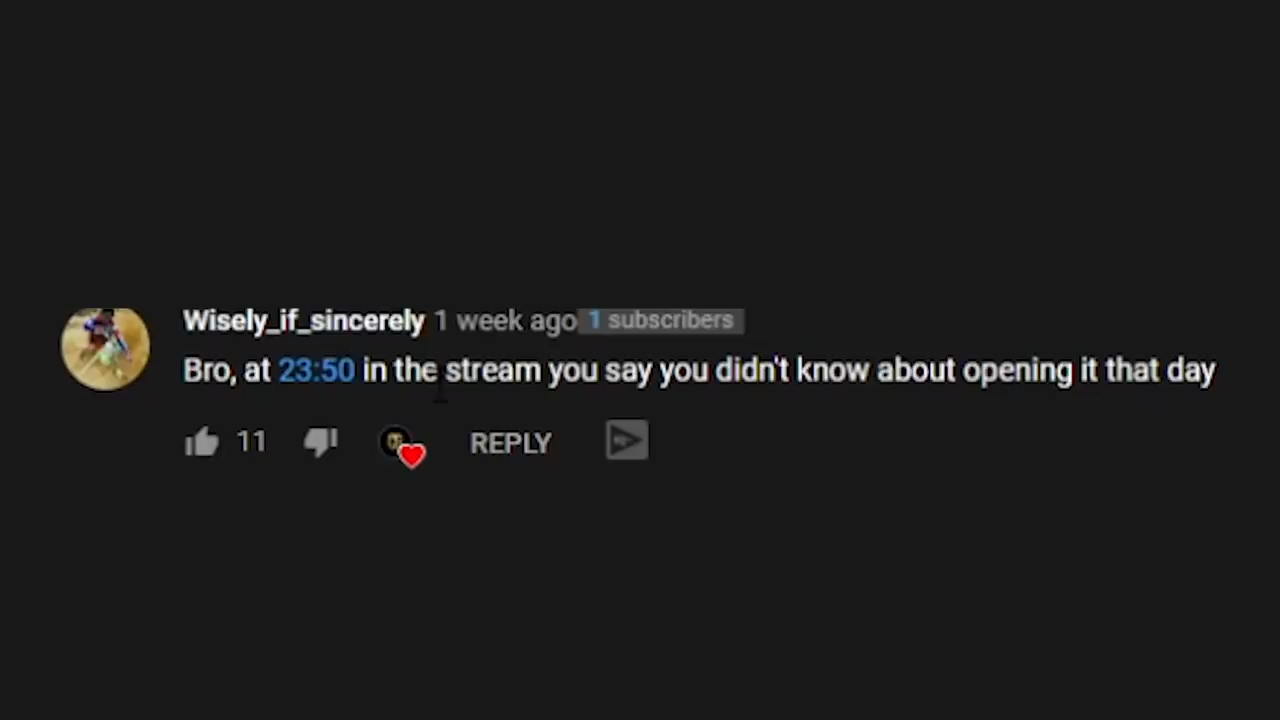 Wisely_if_sincerely 1 week ago 1 subscribers
Bro, at 23:50 in the stream you say you didn't know about opening it that day
11 REPLY